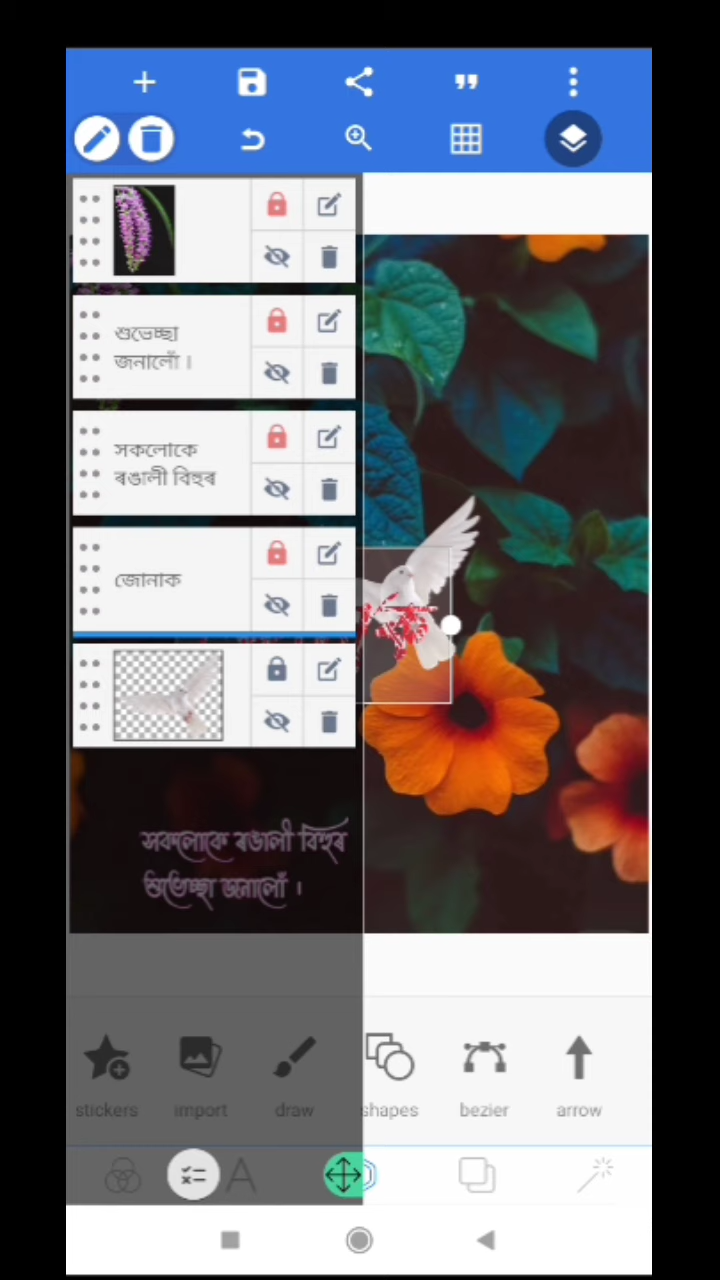 শুভেচ্ছা
জনালোঁ ।
সকলোকে
ৰঙালী বিহুৰ
জোনাক
সকলোকে ৰঙালী বিহুৰ
শুভেচ্ছা জনালোঁ ।
stickers import draw shapes bezier arrow